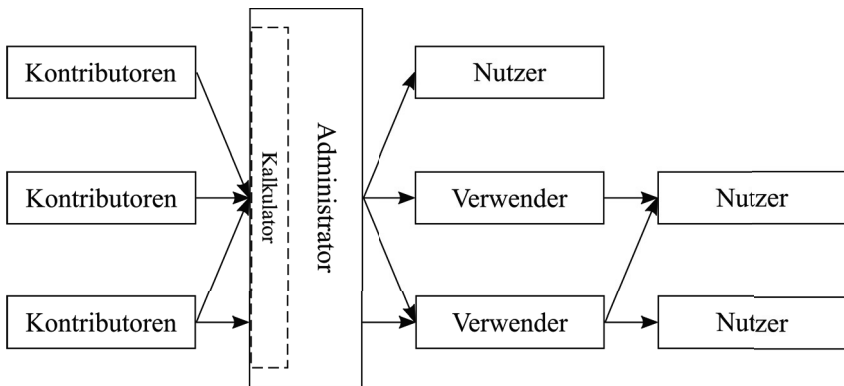 Kontributoren
Nutzer
Kontributoren
Kalkulator
Administrator
Verwender
Nutzer
Kontributoren
Verwender
Nutzer